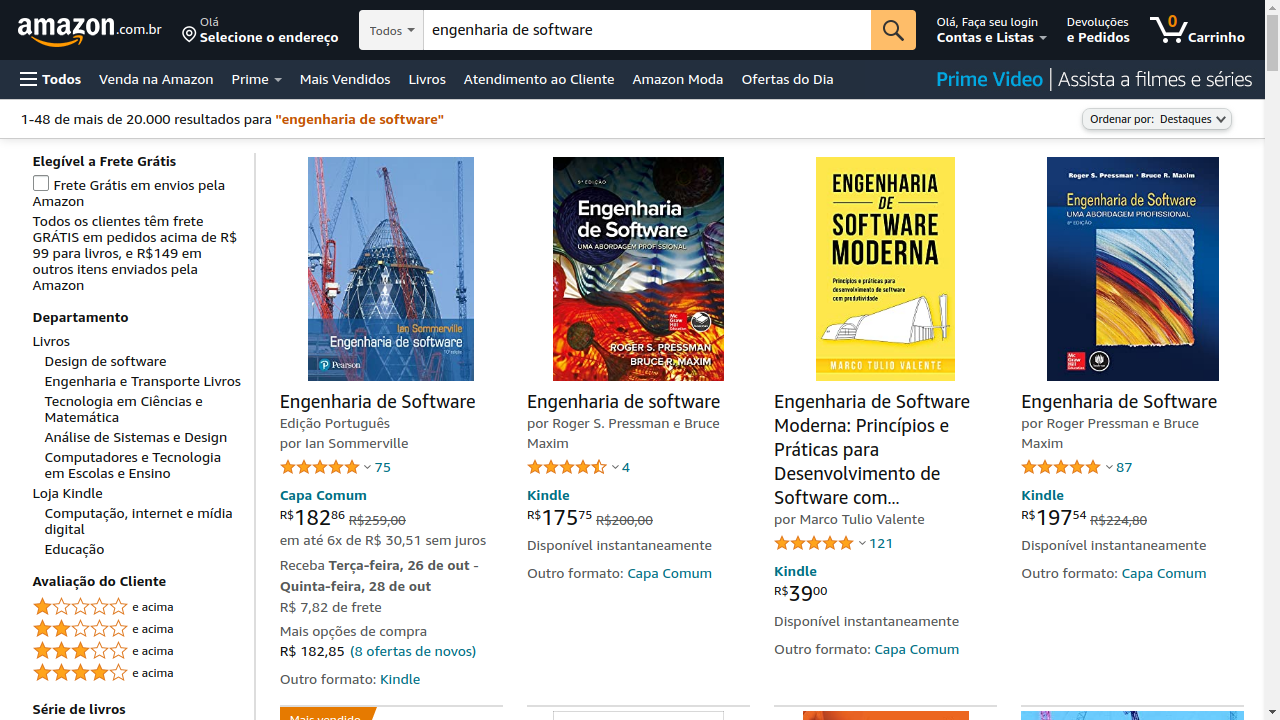 amazon.com.br
Olá
Selecione o endereço
Todos
engenharia de software
Olá, Faça seu login
Contas e Listas
Devoluções
e Pedidos
0
Carrinho
Todos
Venda na Amazon
Prime
Mais Vendidos
Livros
Atendimento ao Cliente
Amazon Moda
Ofertas do Dia
Prime Video | Assista a filmes e séries
1-48 de mais de 20.000 resultados para "engenharia de software"
Ordenar por: Destaques
Elegível a Frete Grátis
Frete Grátis em envios pela
Amazon
Todos os clientes têm frete
GRÁTIS em pedidos acima de R$
99 para livros, e R$149 em
outros itens enviados pela
Amazon
Departamento
Livros
Design de software
Engenharia e Transporte Livros
Tecnologia em Ciências e
Matemática
Análise de Sistemas e Design
Computadores e Tecnologia
em Escolas e Ensino
Loja Kindle
Computação, internet e mídia
digital
Educação
Avaliação do Cliente
e acima
e acima
e acima
e acima
Série de livros
Ian Sommerville
Engenharia de software
10ª edição
Pearson
Engenharia de Software
Edição Português
por Ian Sommerville
75
Capa Comum
R$18286 R$259,00
em até 6x de R$ 30,51 sem juros
Receba Terça-feira, 26 de out -
Quinta-feira, 28 de out
R$ 7,82 de frete
Mais opções de compra
R$ 182,85 (8 ofertas de novos)
Outro formato: Kindle
Mais vendido
9ª EDIÇÃO
Engenharia
de Software
UMA ABORDAGEM PROFISSIONAL
Mc
Graw
Hill
Education
ROGER S. PRESSMAN
BRUCE R. MAXIM
Engenharia de software
por Roger S. Pressman e Bruce
Maxim
4
Kindle
R$17575 R$200,00
Disponível instantaneamente
Outro formato: Capa Comum
ENGENHARIA
DE
SOFTWARE
MODERNA
Princípios e práticas para
desenvolvimento de software
com produtividade
MARCO TULIO VALENTE
Engenharia de Software
Moderna: Princípios e
Práticas para
Desenvolvimento de
Software com...
por Marco Tulio Valente
121
Kindle
R$3900
Disponível instantaneamente
Outro formato: Capa Comum
Roger S. Pressman • Bruce R. Maxim
Engenharia de Software
UMA ABORDAGEM PROFISSIONAL
8ª EDIÇÃO
Mc
Graw
Hill
Education
Engenharia de Software
por Roger Pressman e Bruce
Maxim
87
Kindle
R$19754 R$224,80
Disponível instantaneamente
Outro formato: Capa Comum